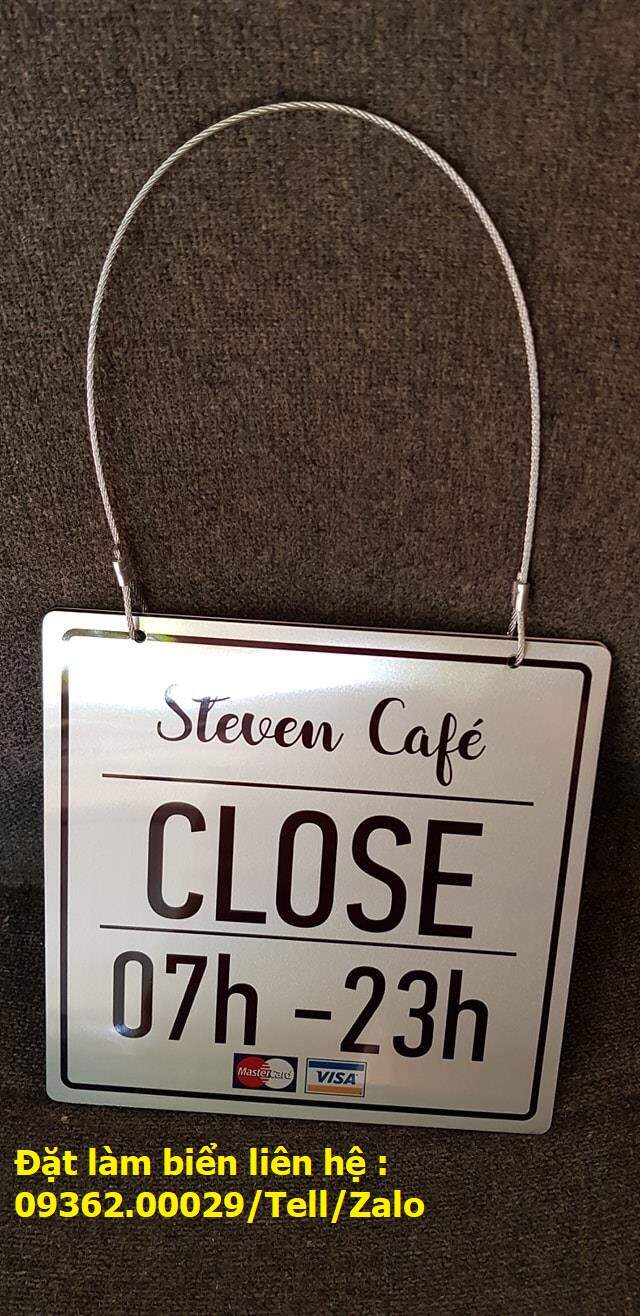 Steven Café
CLOSE
07h - 23h
MasterCard VISA
Đặt làm biển liên hệ :
09362.00029/Tell/Zalo